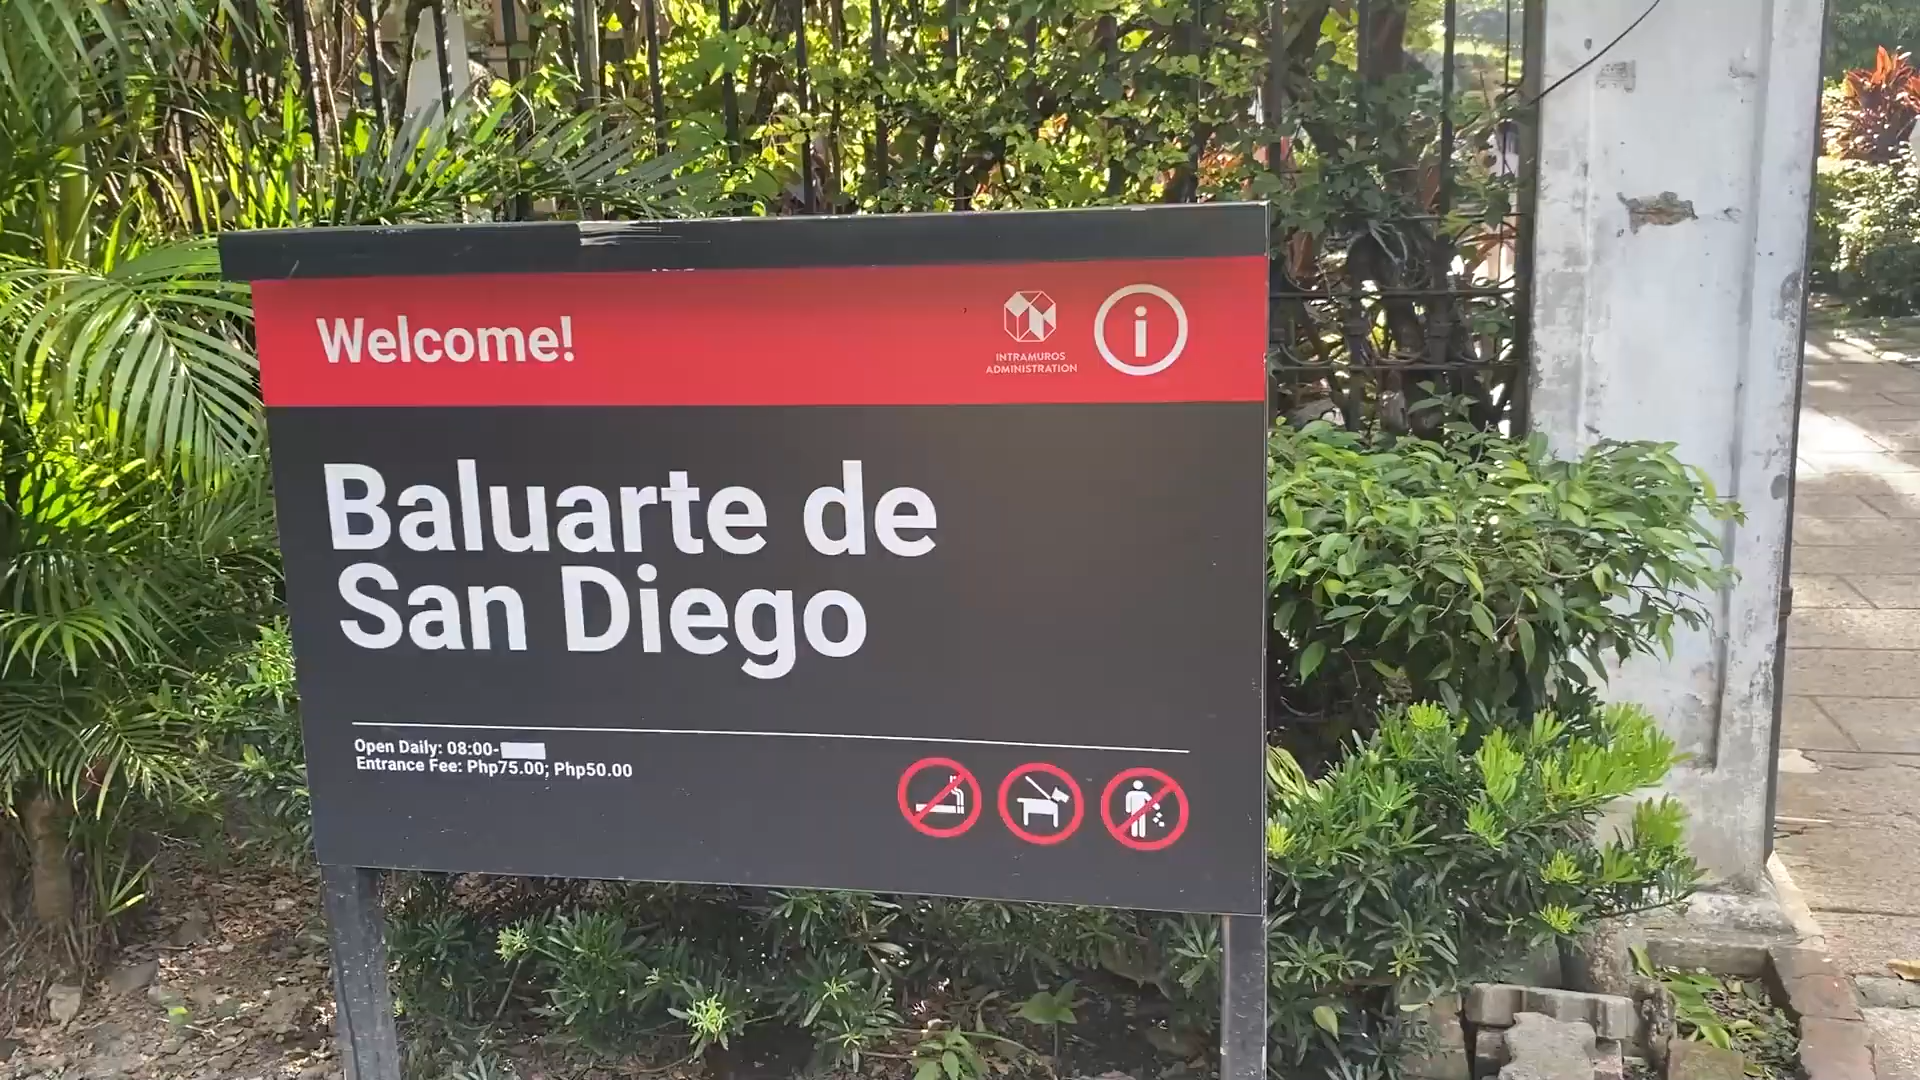 Welcome!
INTRAMUROS
ADMINISTRATION
i
Baluarte de
San Diego
Open Daily: 08:00-
Entrance Fee: Php75.00; Php50.00